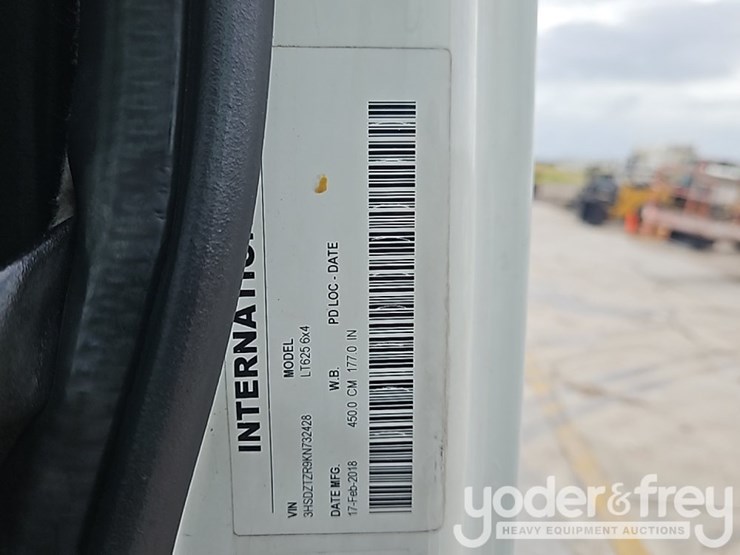 INTERNATIO
VIN MODEL
3HSDZTZR9KN732428 LT625 6x4
DATE MFG. W.B. PD LOC - DATE
17-Feb-2018 450.0 CM 177.0 IN
yoder&frey
HEAVY EQUIPMENT AUCTIONS